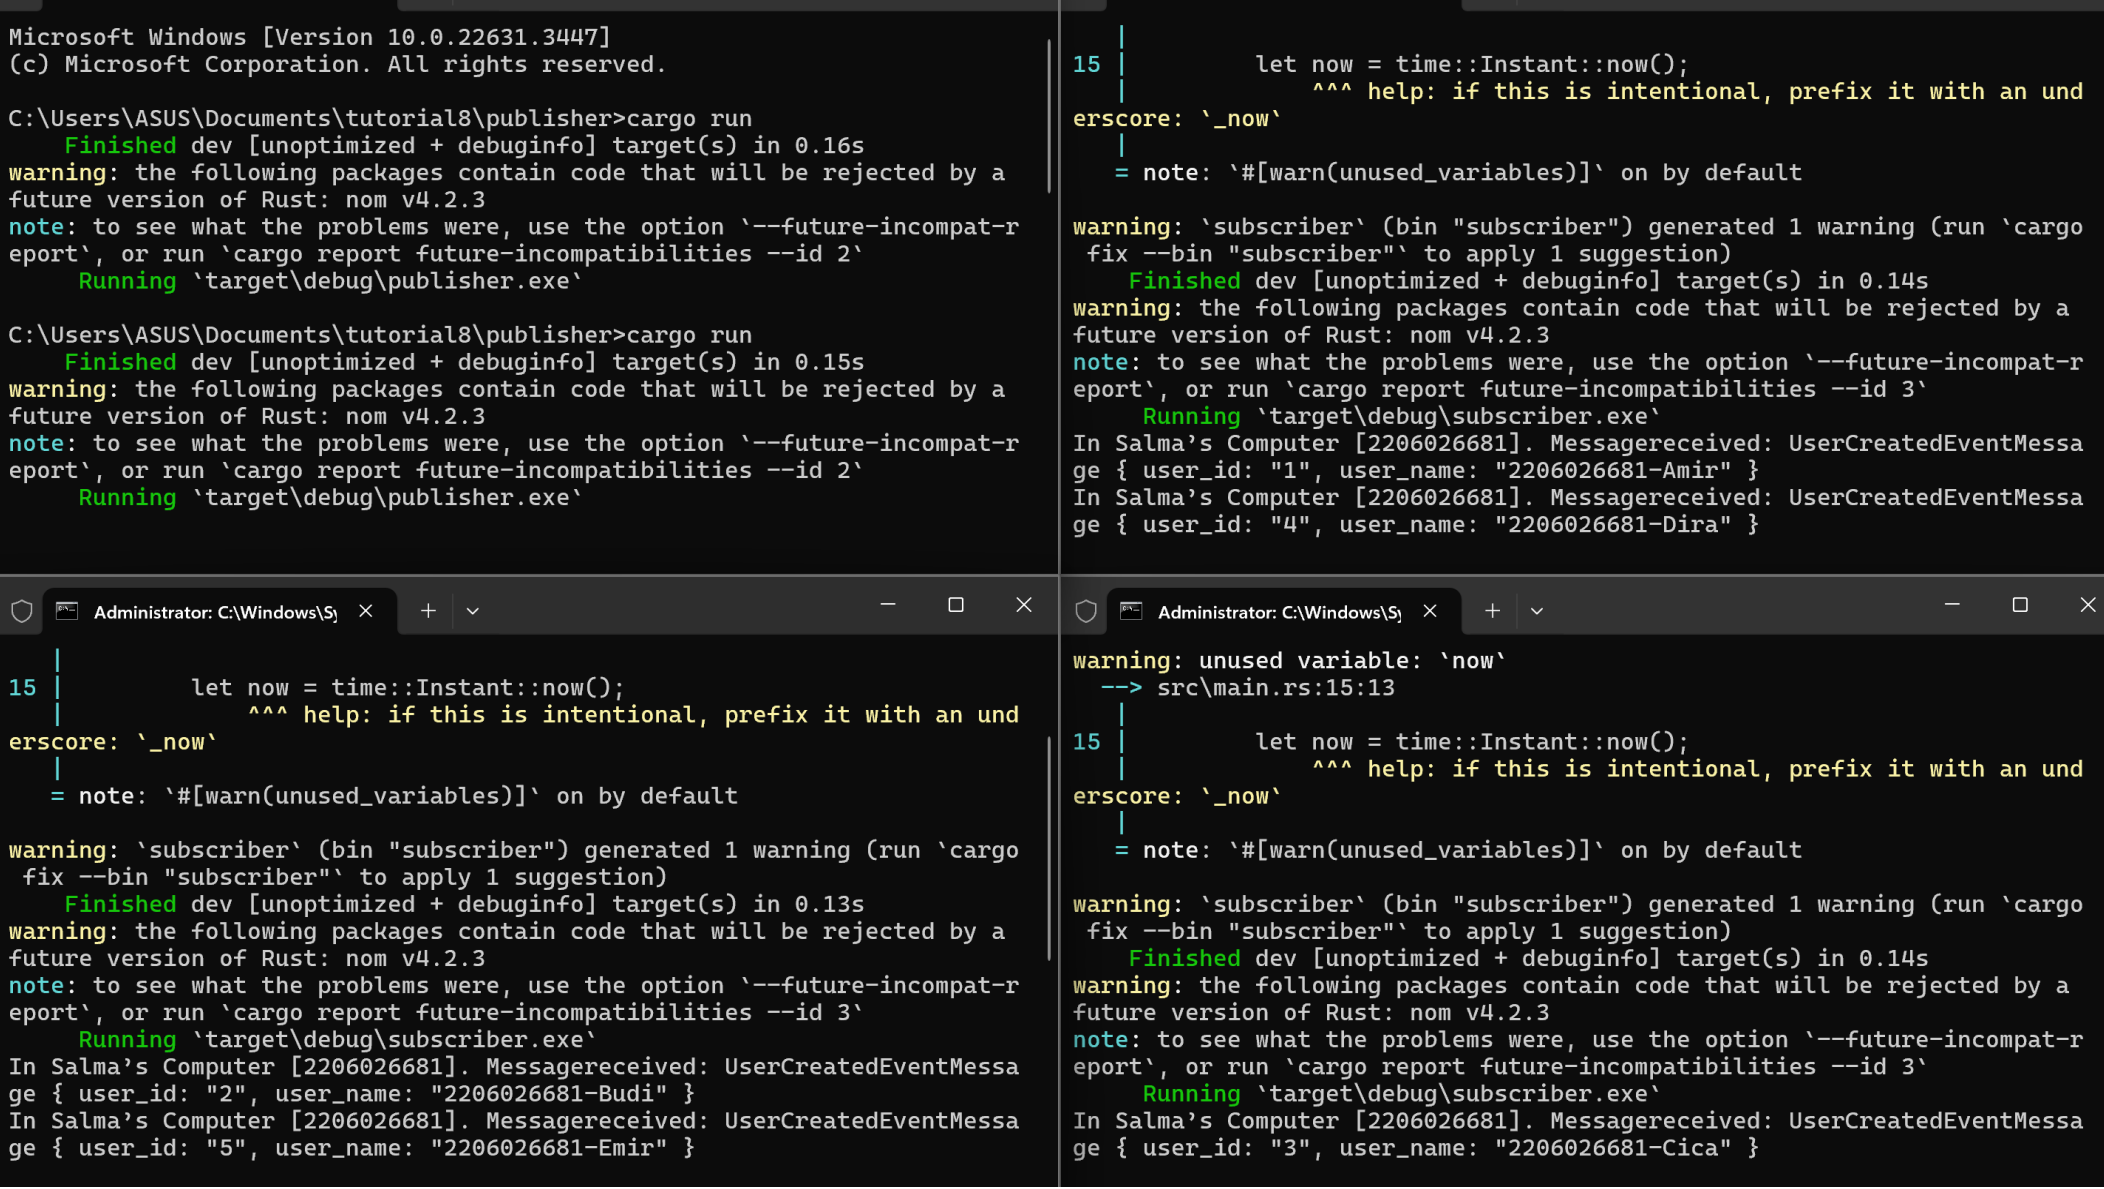 Microsoft Windows [Version 10.0.22631.3447]
(c) Microsoft Corporation. All rights reserved.
C:\Users\ASUS\Documents\tutorial8\publisher>cargo run
Finished dev [unoptimized + debuginfo] target(s) in 0.16s
warning: the following packages contain code that will be rejected by a
future version of Rust: nom v4.2.3
note: to see what the problems were, use the option `--future-incompat-r
eport`, or run `cargo report future-incompatibilities --id 2`
Running `target\debug\publisher.exe`
C:\Users\ASUS\Documents\tutorial8\publisher>cargo run
Finished dev [unoptimized + debuginfo] target(s) in 0.15s
warning: the following packages contain code that will be rejected by a
future version of Rust: nom v4.2.3
note: to see what the problems were, use the option `--future-incompat-r
eport`, or run `cargo report future-incompatibilities --id 2`
Running `target\debug\publisher.exe`
|
15 |         let now = time::Instant::now();
|             ^^^ help: if this is intentional, prefix it with an und
erscore: `_now`
|
= note: `#[warn(unused_variables)]` on by default
warning: `subscriber` (bin "subscriber") generated 1 warning (run `cargo
fix --bin "subscriber"` to apply 1 suggestion)
Finished dev [unoptimized + debuginfo] target(s) in 0.14s
warning: the following packages contain code that will be rejected by a
future version of Rust: nom v4.2.3
note: to see what the problems were, use the option `--future-incompat-r
eport`, or run `cargo report future-incompatibilities --id 3`
Running `target\debug\subscriber.exe`
In Salma’s Computer [2206026681]. Messagereceived: UserCreatedEventMessa
ge { user_id: "1", user_name: "2206026681-Amir" }
In Salma’s Computer [2206026681]. Messagereceived: UserCreatedEventMessa
ge { user_id: "4", user_name: "2206026681-Dira" }
Administrator: C:\Windows\Sy
|
15 |         let now = time::Instant::now();
|             ^^^ help: if this is intentional, prefix it with an und
erscore: `_now`
|
= note: `#[warn(unused_variables)]` on by default
warning: `subscriber` (bin "subscriber") generated 1 warning (run `cargo
fix --bin "subscriber"` to apply 1 suggestion)
Finished dev [unoptimized + debuginfo] target(s) in 0.13s
warning: the following packages contain code that will be rejected by a
future version of Rust: nom v4.2.3
note: to see what the problems were, use the option `--future-incompat-r
eport`, or run `cargo report future-incompatibilities --id 3`
Running `target\debug\subscriber.exe`
In Salma’s Computer [2206026681]. Messagereceived: UserCreatedEventMessa
ge { user_id: "2", user_name: "2206026681-Budi" }
In Salma’s Computer [2206026681]. Messagereceived: UserCreatedEventMessa
ge { user_id: "5", user_name: "2206026681-Emir" }
Administrator: C:\Windows\Sy
warning: unused variable: `now`
--> src\main.rs:15:13
|
15 |         let now = time::Instant::now();
|             ^^^ help: if this is intentional, prefix it with an und
erscore: `_now`
|
= note: `#[warn(unused_variables)]` on by default
warning: `subscriber` (bin "subscriber") generated 1 warning (run `cargo
fix --bin "subscriber"` to apply 1 suggestion)
Finished dev [unoptimized + debuginfo] target(s) in 0.14s
warning: the following packages contain code that will be rejected by a
future version of Rust: nom v4.2.3
note: to see what the problems were, use the option `--future-incompat-r
eport`, or run `cargo report future-incompatibilities --id 3`
Running `target\debug\subscriber.exe`
In Salma’s Computer [2206026681]. Messagereceived: UserCreatedEventMessa
ge { user_id: "3", user_name: "2206026681-Cica" }